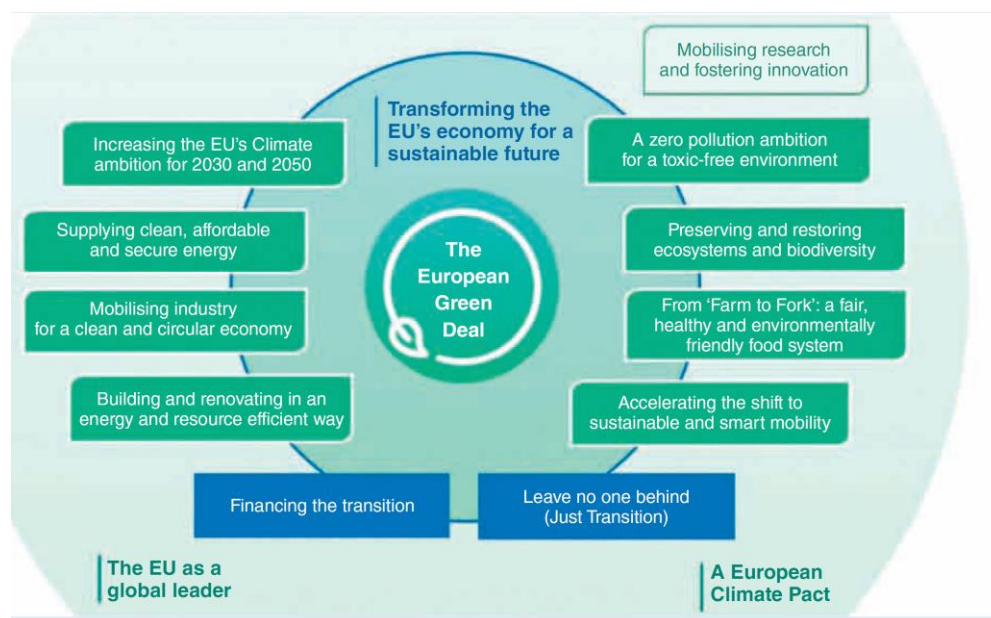 Mobilising research
and fostering innovation
Transforming the
EU's economy for a
sustainable future
Increasing the EU's Climate
ambition for 2030 and 2050
A zero pollution ambition
for a toxic-free environment
Supplying clean, affordable
and secure energy
Preserving and restoring
ecosystems and biodiversity
The
European
Green
Deal
Mobilising industry
for a clean and circular economy
From ‘Farm to Fork’: a fair,
healthy and environmentally
friendly food system
Building and renovating in an
energy and resource efficient way
Accelerating the shift to
sustainable and smart mobility
Financing the transition
Leave no one behind
(Just Transition)
The EU as a
global leader
A European
Climate Pact